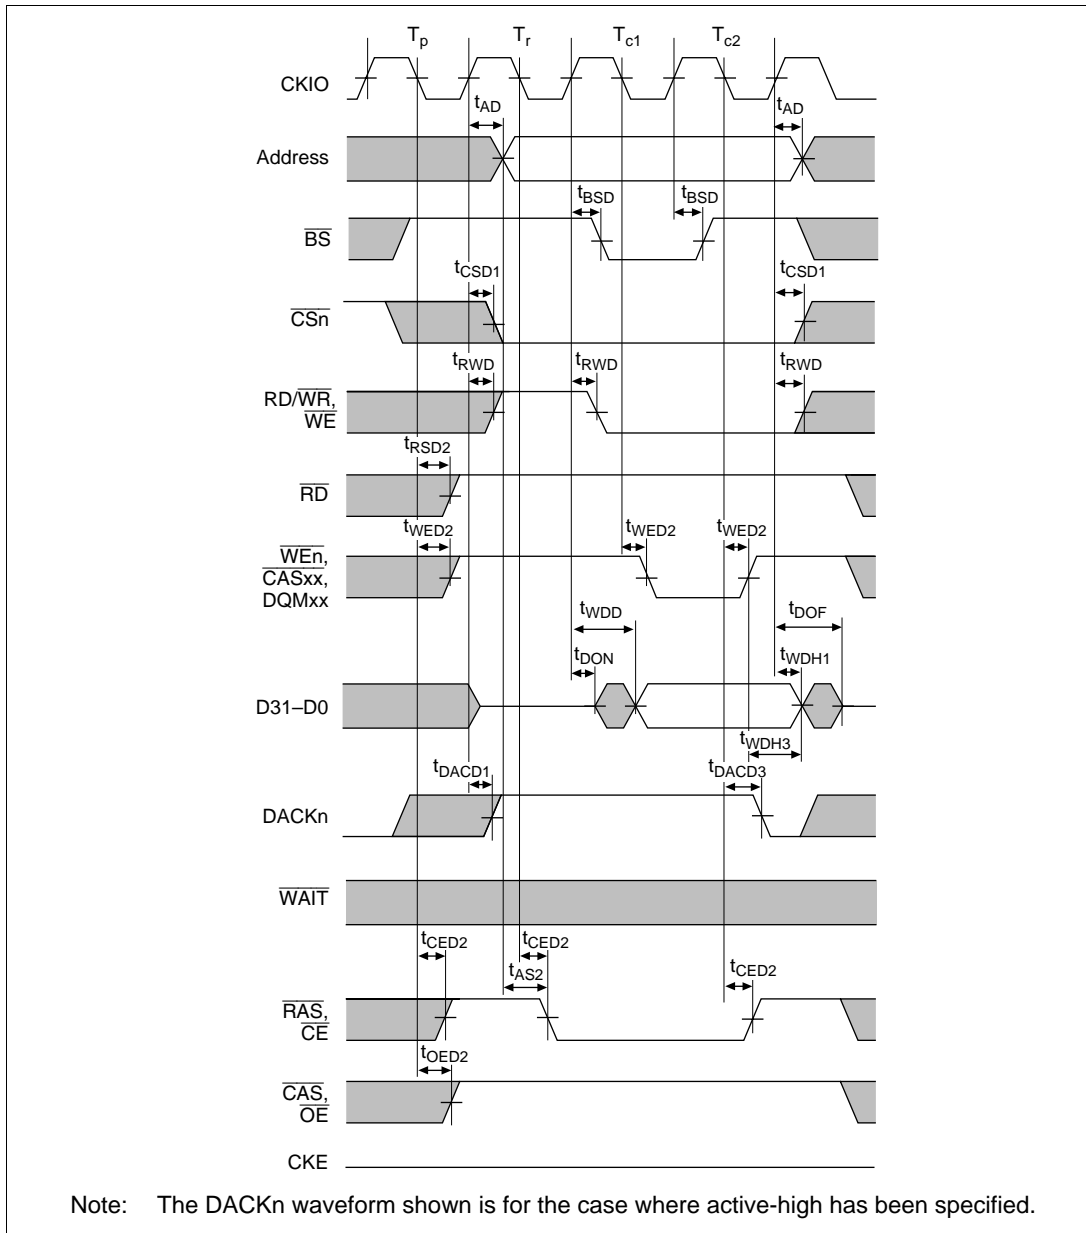 Tp Tr Tc1 Tc2
CKIO
tAD tAD
Address
tBSD tBSD
BS
tCSD1 tCSD1
CSn
tRWD tRWD tRWD
RD/WR,
WE
tRSD2
RD
tWED2 tWED2 tWED2
WEn,
CASxx,
DQMxx
tWDD tDOF
tDON tWDH1
D31–D0
tWDH3
tDACD1 tDACD3
DACKn
WAIT
tCED2 tCED2 tCED2
tAS2
RAS,
CE
tOED2
CAS,
OE
CKE
Note: The DACKn waveform shown is for the case where active-high has been specified.